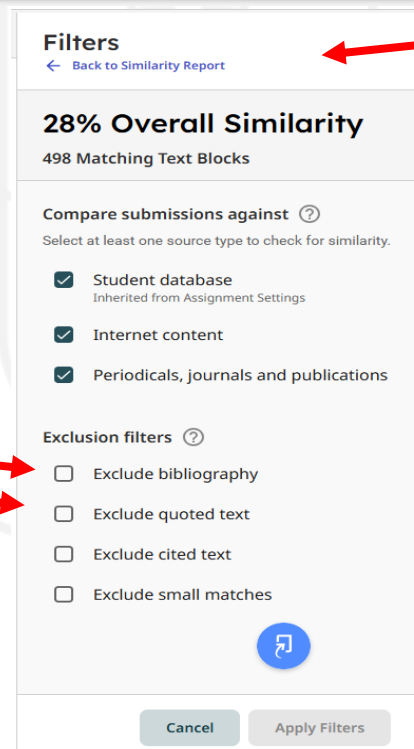 Filters
Back to Similarity Report
28% Overall Similarity
498 Matching Text Blocks
Compare submissions against ?
Select at least one source type to check for similarity.
Student database
Inherited from Assignment Settings
Internet content
Periodicals, journals and publications
Exclusion filters ?
Exclude bibliography
Exclude quoted text
Exclude cited text
Exclude small matches
Cancel Apply Filters